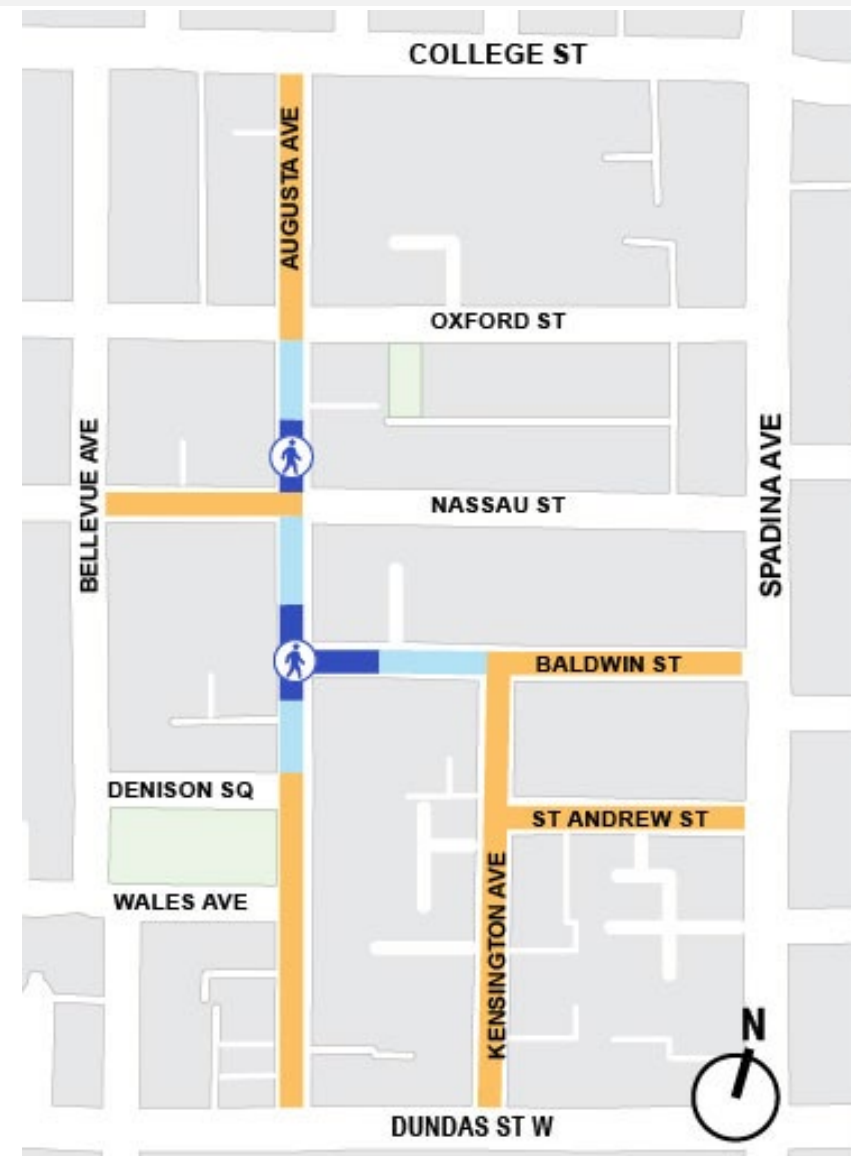 COLLEGE ST
AUGUSTA AVE
OXFORD ST
BELLEVUE AVE
NASSAU ST
SPADINA AVE
BALDWIN ST
DENISON SQ
ST ANDREW ST
WALES AVE
KENSINGTON AVE
N
DUNDAS ST W